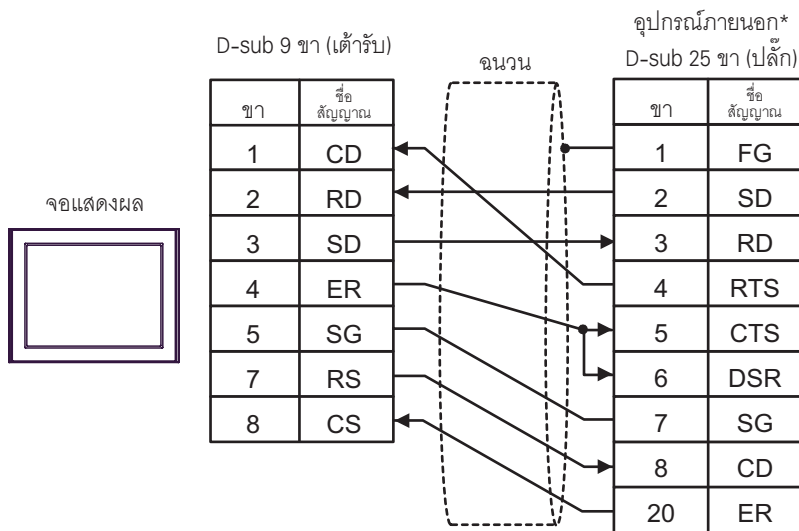 อุปกรณ์ภายนอก*
D-sub 9 ขา (เต้ารับ)
ฉนวน
D-sub 25 ขา (ปลั๊ก)
ขา ชื่อสัญญาณ
1 CD
2 RD
3 SD
4 ER
5 SG
7 RS
8 CS
จอแสดงผล
ขา ชื่อสัญญาณ
1 FG
2 SD
3 RD
4 RTS
5 CTS
6 DSR
7 SG
8 CD
20 ER